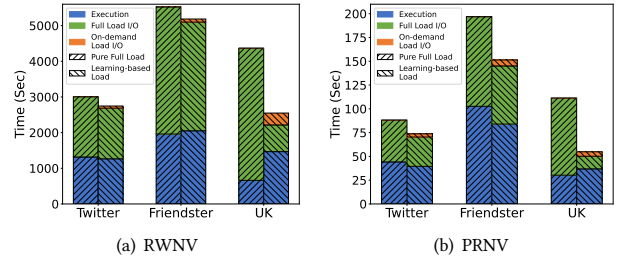 Execution
Full Load I/O
On-demand
Load I/O
Pure Full Load
Learning-based
Load
Time (Sec)
5000
4000
3000
2000
1000
0
Twitter Friendster UK
(a) RWNV
Execution
Full Load I/O
On-demand
Load I/O
Pure Full Load
Learning-based
Load
Time (Sec)
200
175
150
125
100
75
50
25
0
Twitter Friendster UK
(b) PRNV